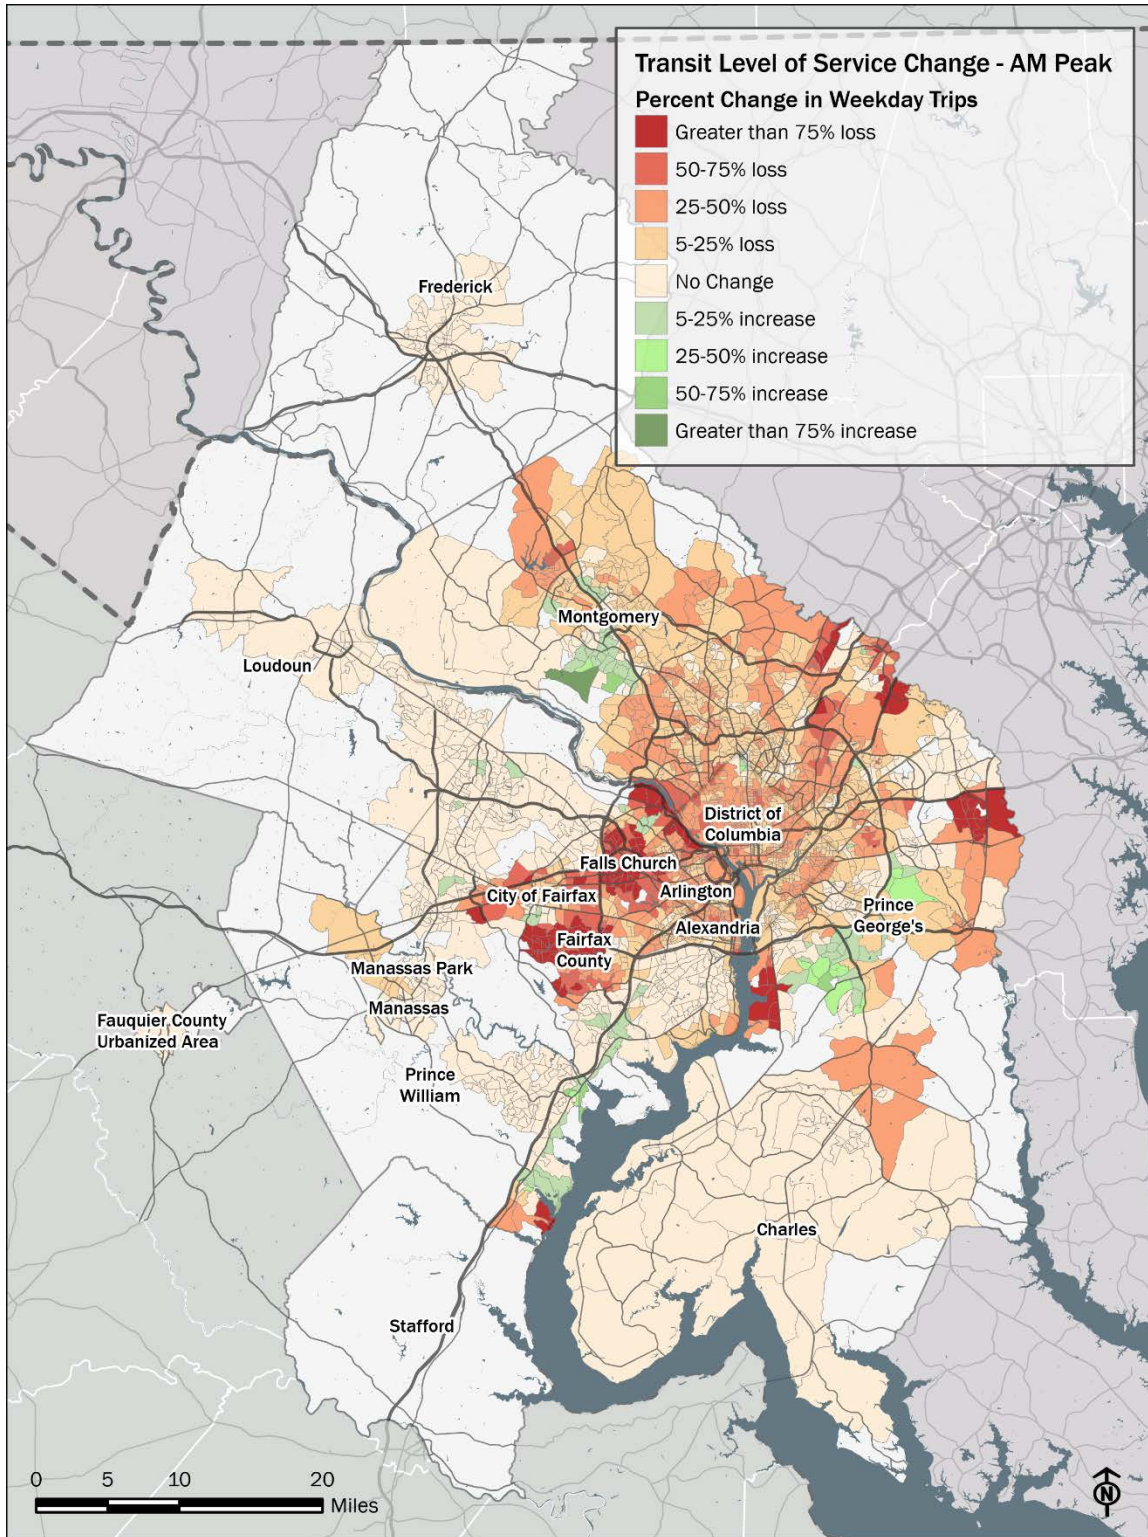 Transit Level of Service Change - AM Peak
Percent Change in Weekday Trips
Greater than 75% loss
50-75% loss
25-50% loss
5-25% loss
No Change
5-25% increase
25-50% increase
50-75% increase
Greater than 75% increase
Frederick
Montgomery
Loudoun
District of
Columbia
Falls Church
Arlington
City of Fairfax
Prince
George's
Alexandria
Fairfax
County
Manassas Park
Manassas
Fauquier County
Urbanized Area
Prince
William
Charles
Stafford
0 5 10 20
Miles
N